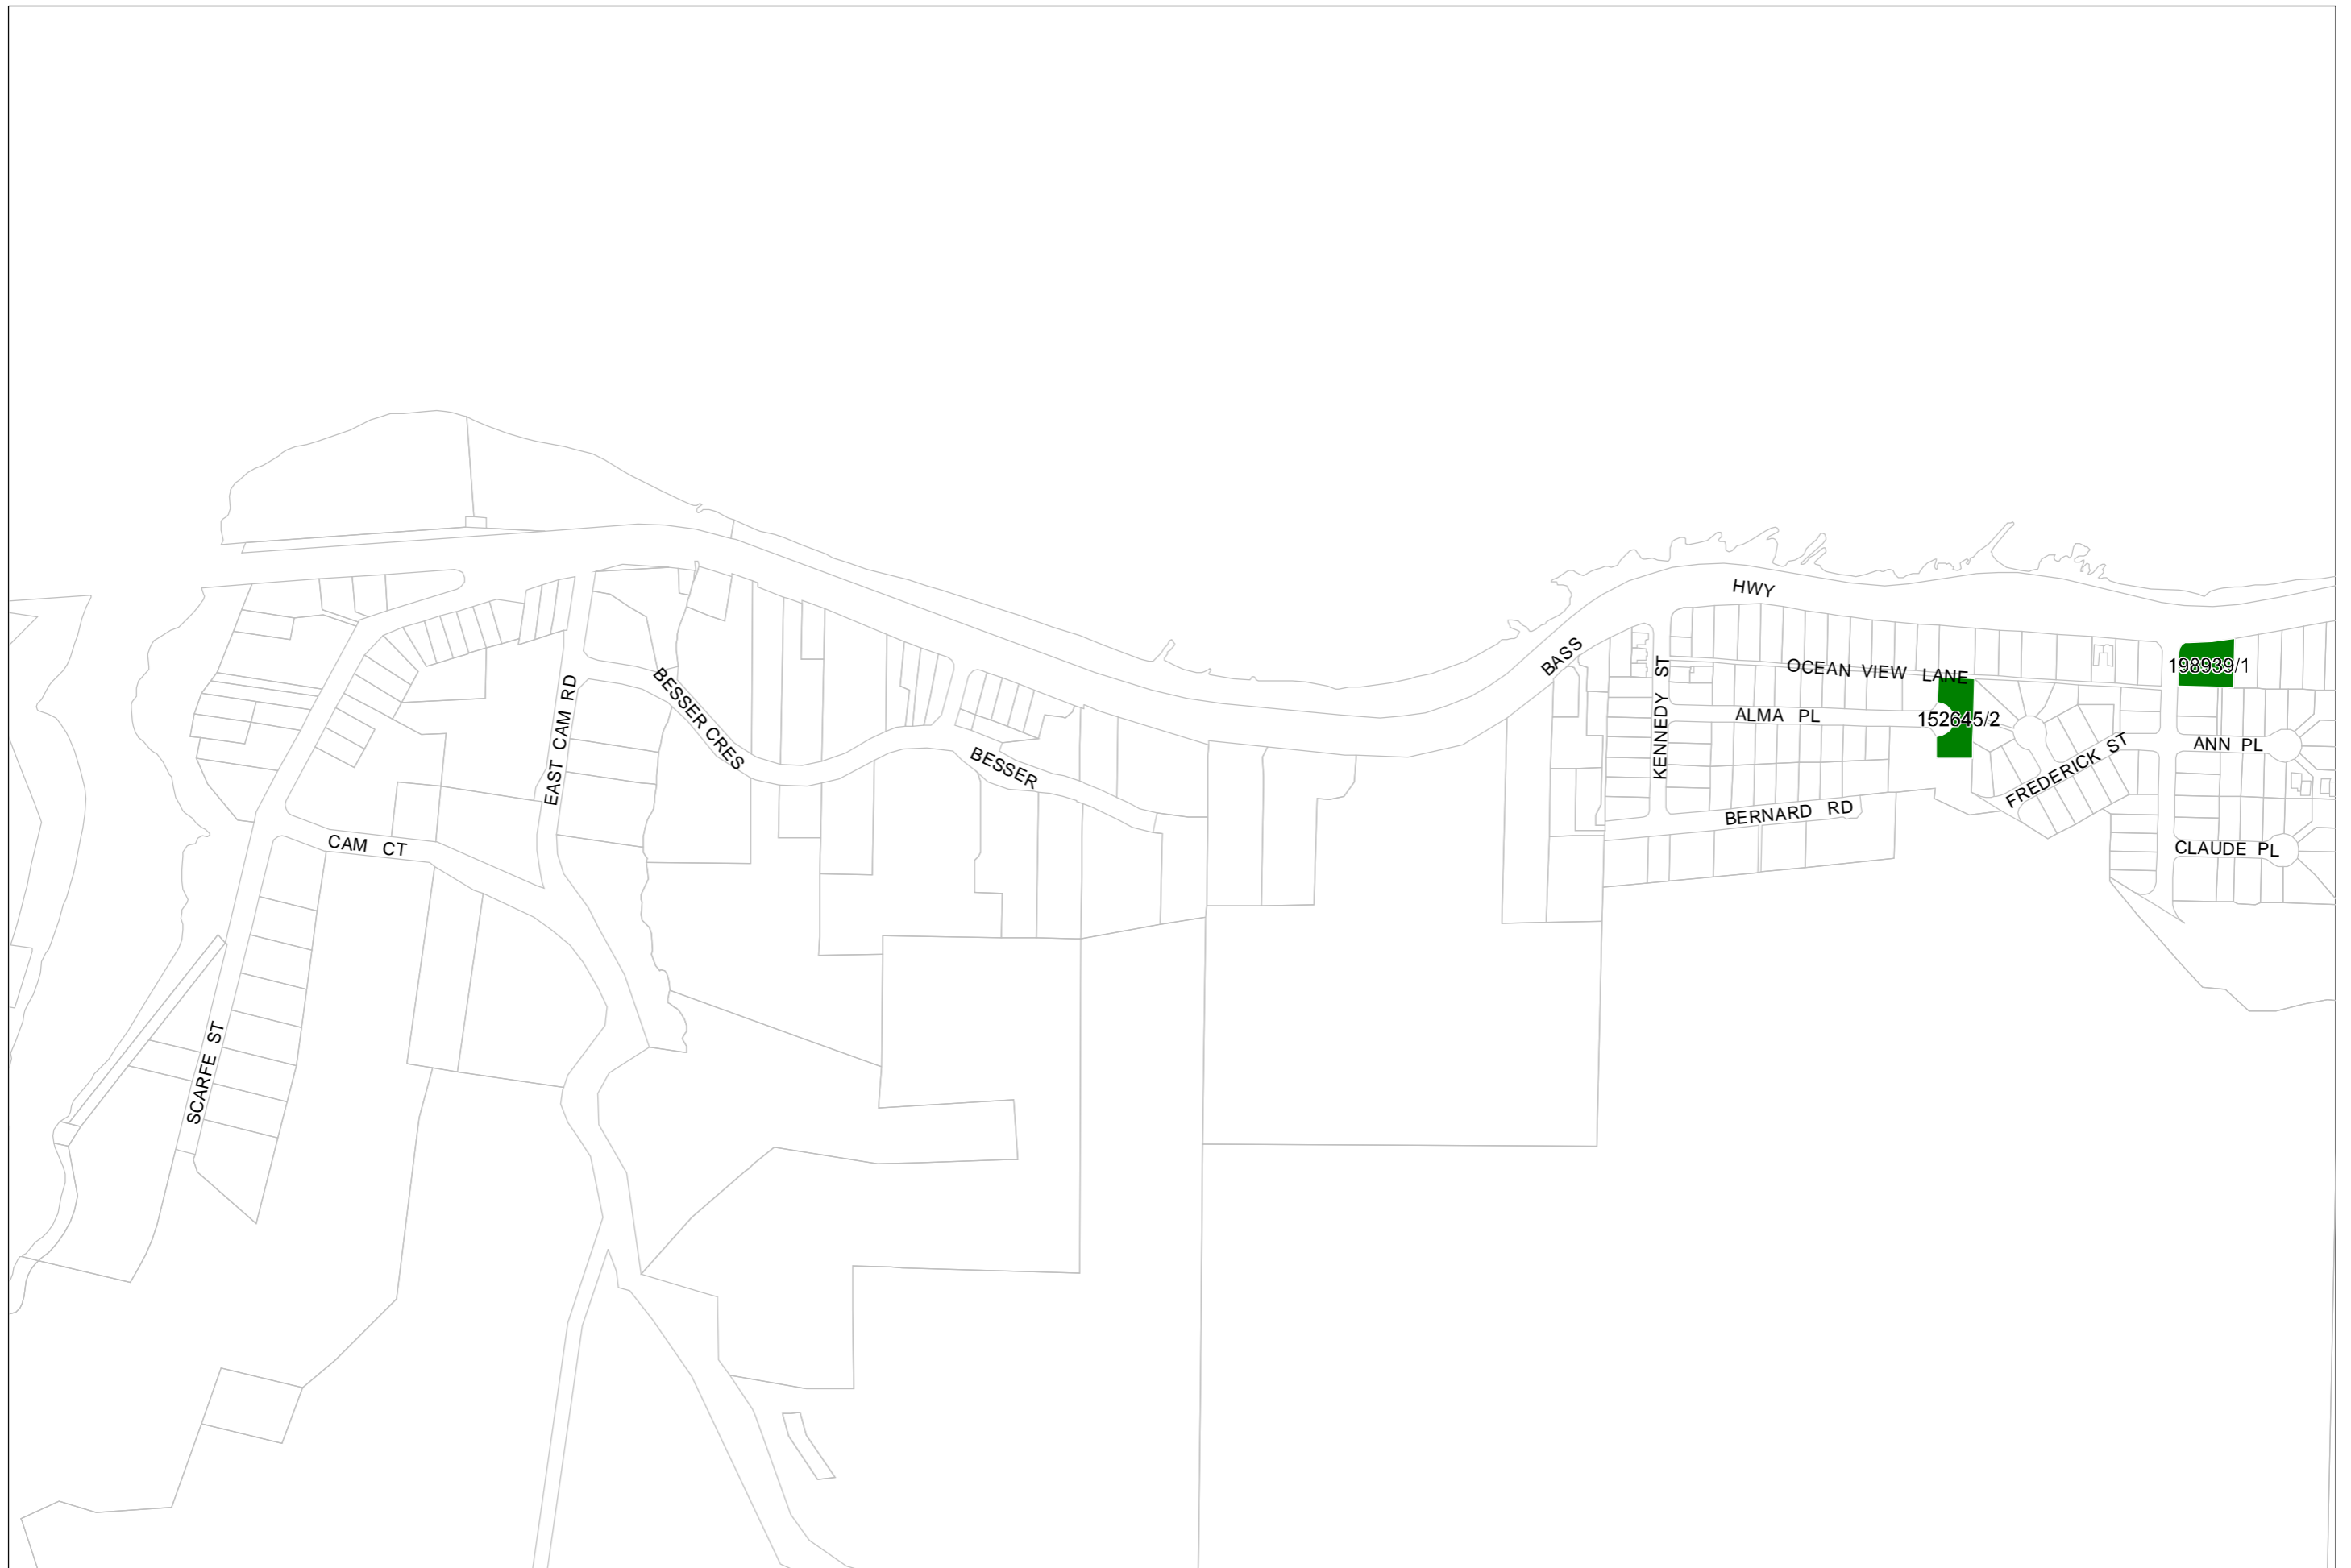 HWY
BASS
KENNEDY ST
OCEAN VIEW LANE
198939/1
152645/2
ALMA PL
ANN PL
FREDERICK ST
BERNARD RD
CLAUDE PL
BESSER CRES
EAST CAM RD
BESSER
CAM CT
SCARFE ST